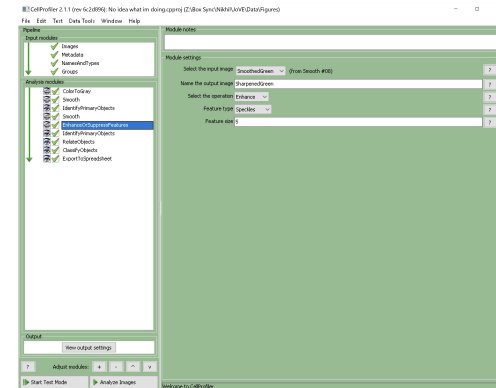 CellProfiler 2.1.1 (rev 6c2d896): No idea what im doing.cpproj (Z:\Box Sync\Nikhil\JoVE\Data\Figures)
File Edit Test Data Tools Window Help
Pipeline
Input modules
Images
Metadata
NamesAndTypes
Groups
Analysis modules
ColorToGray
Smooth
IdentifyPrimaryObjects
Smooth
EnhanceOrSuppressFeatures
IdentifyPrimaryObjects
RelateObjects
ClassifyObjects
ExportToSpreadsheet
Output
View output settings
? Adjust modules: + - ^ v
Start Test Mode Analyze Images
Module notes
Module settings
Select the input image SmoothedGreen (from Smooth #08) ?
Name the output image SharpenedGreen ?
Select the operation Enhance ?
Feature type Speckles ?
Feature size 5 ?
Welcome to CellProfiler